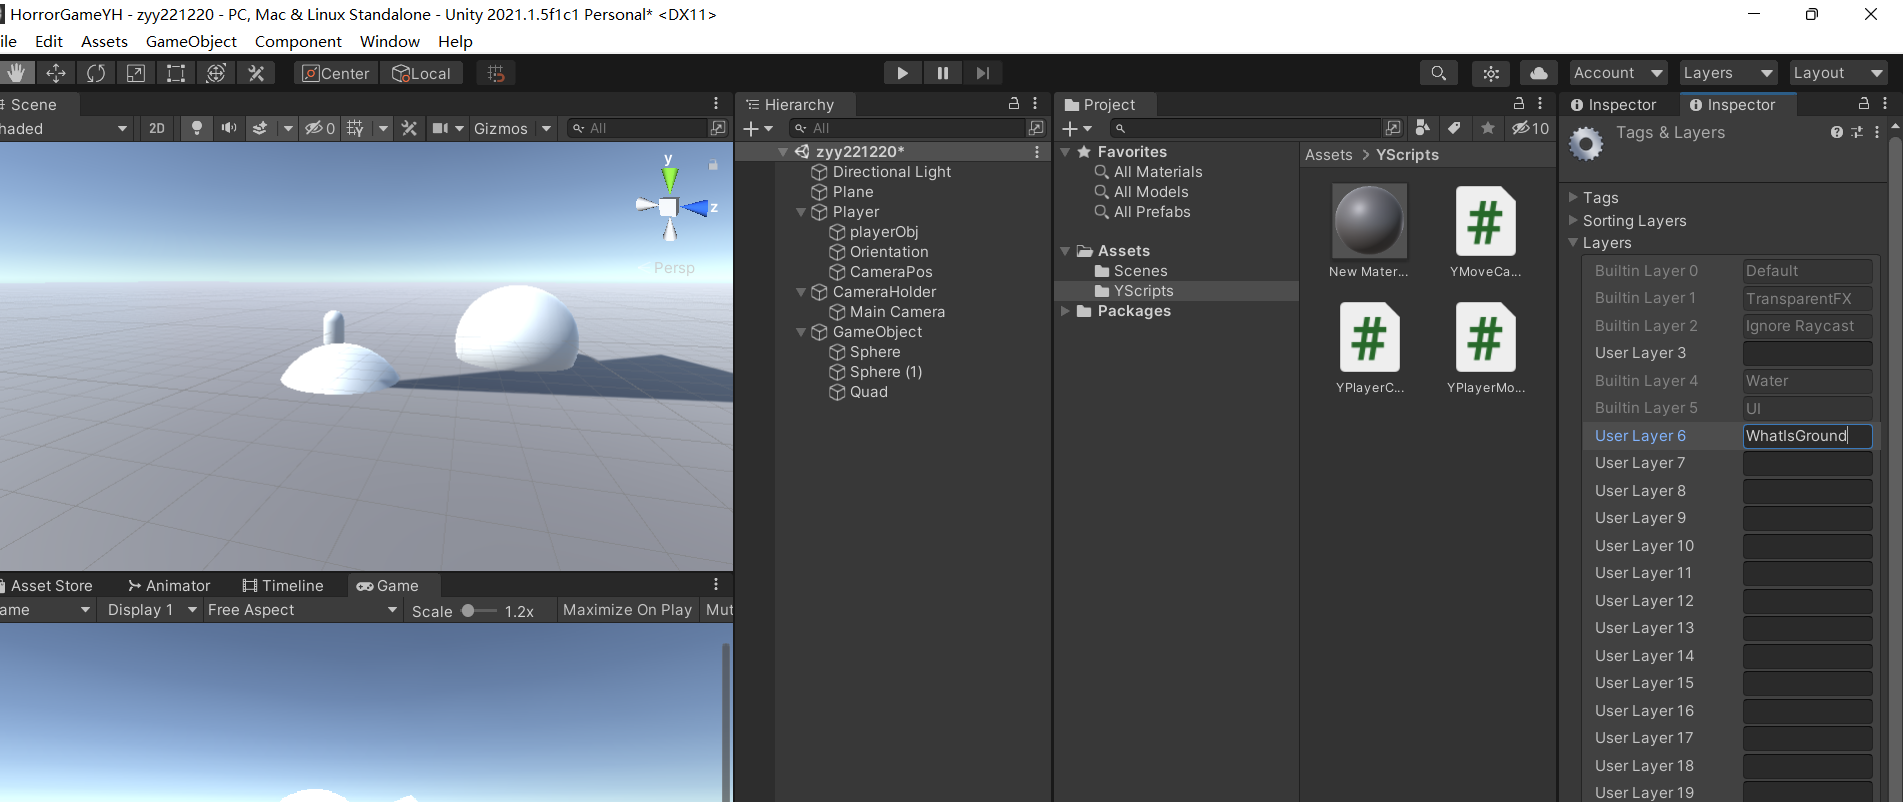 HorrorGameYH - zyy221220 - PC, Mac & Linux Standalone - Unity 2021.1.5f1c1 Personal* <DX11>
ile Edit Assets GameObject Component Window Help
Center Local Account Layers Layout
Scene
haded 2D 0 Gizmos All
y
z
Persp
Asset Store Animator Timeline Game
ame Display 1 Free Aspect Scale 1.2x Maximize On Play Mut
Hierarchy
All
zyy221220*
Directional Light
Plane
Player
playerObj
Orientation
CameraPos
CameraHolder
Main Camera
GameObject
Sphere
Sphere (1)
Quad
Project
10
Favorites
All Materials
All Models
All Prefabs
Assets
Scenes
YScripts
Packages
Assets > YScripts
New Mater... YMoveCa...
YPlayerC... YPlayerMo...
Inspector Inspector
Tags & Layers
Tags
Sorting Layers
Layers
Builtin Layer 0 Default
Builtin Layer 1 TransparentFX
Builtin Layer 2 Ignore Raycast
User Layer 3
Builtin Layer 4 Water
Builtin Layer 5 UI
User Layer 6 WhatIsGround
User Layer 7
User Layer 8
User Layer 9
User Layer 10
User Layer 11
User Layer 12
User Layer 13
User Layer 14
User Layer 15
User Layer 16
User Layer 17
User Layer 18
User Layer 19